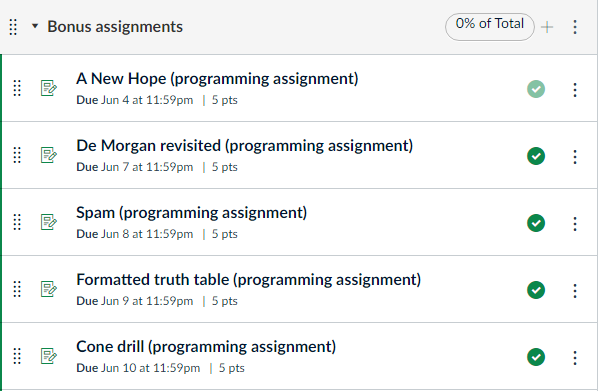 Bonus assignments
0% of Total
A New Hope (programming assignment)
Due Jun 4 at 11:59pm | 5 pts
De Morgan revisited (programming assignment)
Due Jun 7 at 11:59pm | 5 pts
Spam (programming assignment)
Due Jun 8 at 11:59pm | 5 pts
Formatted truth table (programming assignment)
Due Jun 9 at 11:59pm | 5 pts
Cone drill (programming assignment)
Due Jun 10 at 11:59pm | 5 pts